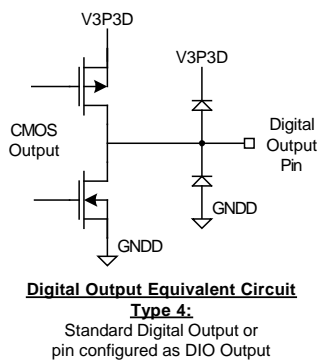 V3P3D
V3P3D
CMOS
Output
Digital
Output
Pin
GNDD
GNDD
Digital Output Equivalent Circuit
Type 4:
Standard Digital Output or
pin configured as DIO Output